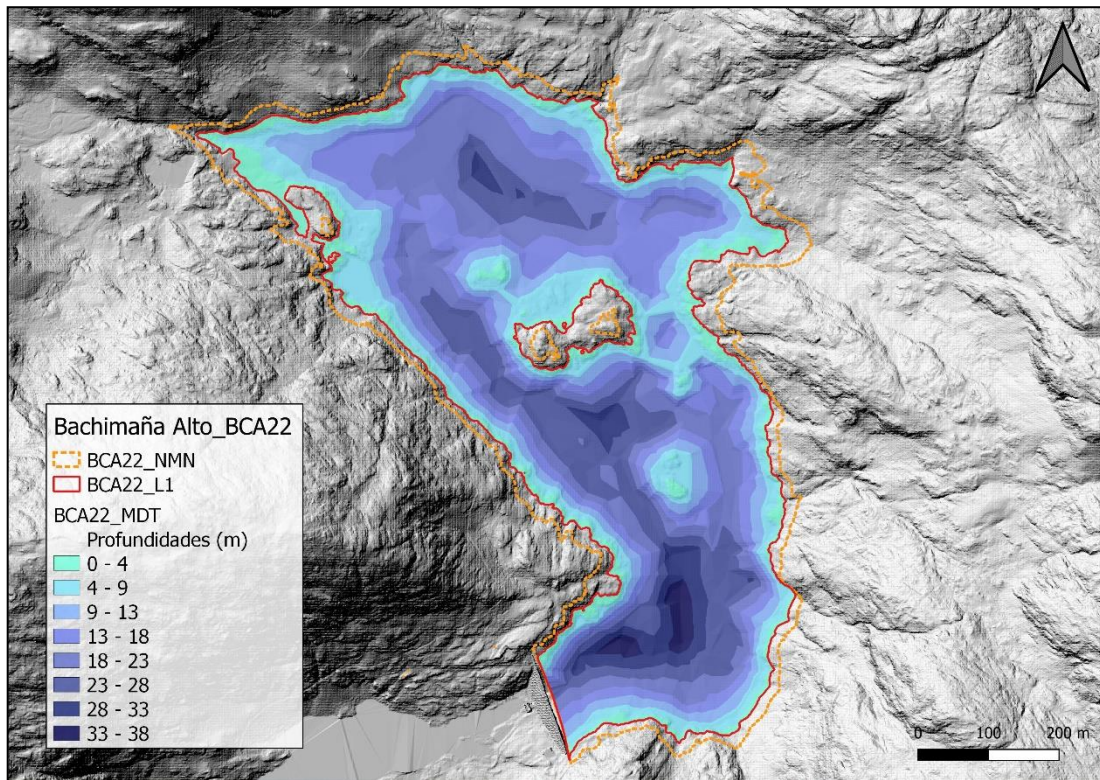 Bachimaña Alto_BCA22
BCA22_NMN
BCA22_L1
BCA22_MDT
Profundidades (m)
0 - 4
4 - 9
9 - 13
13 - 18
18 - 23
23 - 28
28 - 33
33 - 38
0 100 200 m